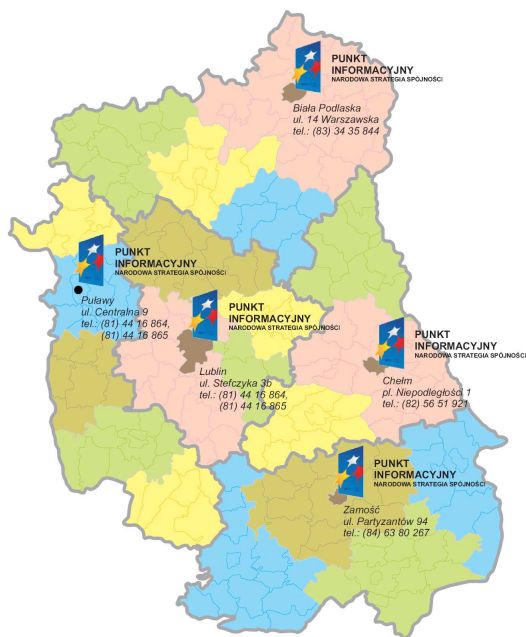 PUNKT
INFORMACYJNY
NARODOWA STRATEGIA SPÓJNOŚCI
Biała Podlaska
ul. 14 Warszawska
tel.: (83) 34 35 844
PUNKT
INFORMACYJNY
NARODOWA STRATEGIA SPÓJNOŚCI
Puławy
ul. Centralna 9
tel.: (81) 44 16 864,
(81) 44 16 865
PUNKT
INFORMACYJNY
NARODOWA STRATEGIA SPÓJNOŚCI
Lublin
ul. Stefczyka 3b
tel.: (81) 44 16 864,
(81) 44 16 865
PUNKT
INFORMACYJNY
NARODOWA STRATEGIA SPÓJNOŚCI
Chełm
pl. Niepodległości 1
tel.: (82) 56 51 921
PUNKT
INFORMACYJNY
NARODOWA STRATEGIA SPÓJNOŚCI
Zamość
ul. Partyzantów 94
tel.: (84) 63 80 267